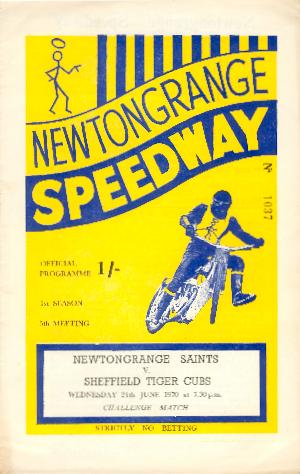 NEWTONGRANGE
SPEEDWAY
Nº 1037
OFFICIAL
PROGRAMME 1/-
1st SEASON
5th MEETING
NEWTONGRANGE SAINTS
V.
SHEFFIELD TIGER CUBS
WEDNESDAY 24th JUNE 1970 at 7.30 p.m.
CHALLENGE MATCH
STRICTLY NO BETTING